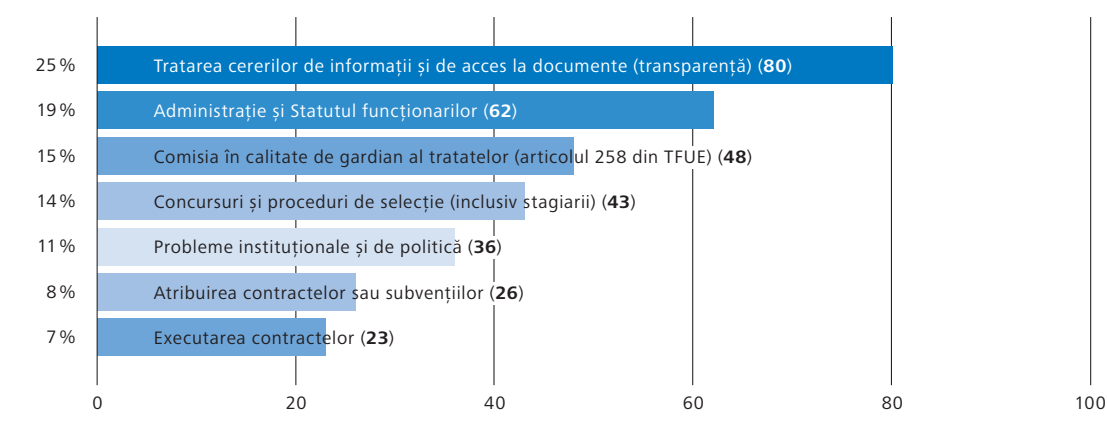 25 % Tratarea cererilor de informații și de acces la documente (transparență) (80)
19 % Administrație și Statutul funcționarilor (62)
15 % Comisia în calitate de gardian al tratatelor (articolul 258 din TFUE) (48)
14 % Concursuri și proceduri de selecție (inclusiv stagiarii) (43)
11 % Probleme instituționale și de politică (36)
8 % Atribuirea contractelor sau subvențiilor (26)
7 % Executarea contractelor (23)
0 20 40 60 80 100